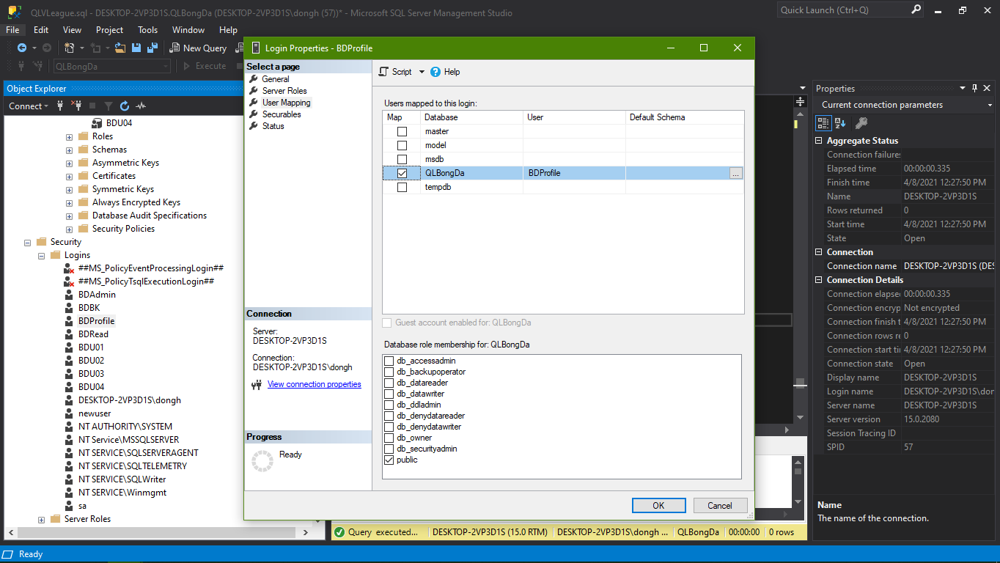 QLVLeague.sql - DESKTOP-2VP3D1S.QLBongDa (DESKTOP-2VP3D1S\dongh (57))* - Microsoft SQL Server Management Studio
Quick Launch (Ctrl+Q)
File Edit View Project Tools Window Help
New Query
QLBongDa
Execute
Object Explorer
Connect
BDU04
Roles
Schemas
Asymmetric Keys
Certificates
Symmetric Keys
Always Encrypted Keys
Database Audit Specifications
Security Policies
Security
Logins
##MS_PolicyEventProcessingLogin##
##MS_PolicyTsqlExecutionLogin##
BDAdmin
BDBK
BDProfile
BDRead
BDU01
BDU02
BDU03
BDU04
DESKTOP-2VP3D1S\dongh
newuser
NT AUTHORITY\SYSTEM
NT Service\MSSQLSERVER
NT SERVICE\SQLSERVERAGENT
NT SERVICE\SQLTELEMETRY
NT SERVICE\SQLWriter
NT SERVICE\Winmgmt
sa
Server Roles
Login Properties - BDProfile
Select a page
General
Server Roles
User Mapping
Securables
Status
Connection
Server:
DESKTOP-2VP3D1S
Connection:
DESKTOP-2VP3D1S\dongh
View connection properties
Progress
Ready
Script Help
Users mapped to this login:
Map Database User Default Schema
master
model
msdb
QLBongDa BDProfile ...
tempdb
Guest account enabled for: QLBongDa
Database role membership for: QLBongDa
db_accessadmin
db_backupoperator
db_datareader
db_datawriter
db_ddladmin
db_denydatareader
db_denydatawriter
db_owner
db_securityadmin
public
OK Cancel
Query executed... DESKTOP-2VP3D1S (15.0 RTM) DESKTOP-2VP3D1S\dongh ... QLBongDa 00:00:00 0 rows
Properties
Current connection parameters
Aggregate Status
Connection failures
Elapsed time 00:00:00.335
Finish time 4/8/2021 12:27:50 PM
Name DESKTOP-2VP3D1S
Rows returned 0
Start time 4/8/2021 12:27:50 PM
State Open
Connection
Connection name DESKTOP-2VP3D1S (DES
Connection Details
Connection elapse 00:00:00.335
Connection encryp Not encrypted
Connection finish t 4/8/2021 12:27:50 PM
Connection rows re 0
Connection start ti 4/8/2021 12:27:50 PM
Connection state Open
Display name DESKTOP-2VP3D1S
Login name DESKTOP-2VP3D1S\don
Server name DESKTOP-2VP3D1S
Server version 15.0.2080
Session Tracing ID
SPID 57
Name
The name of the connection.
Ready